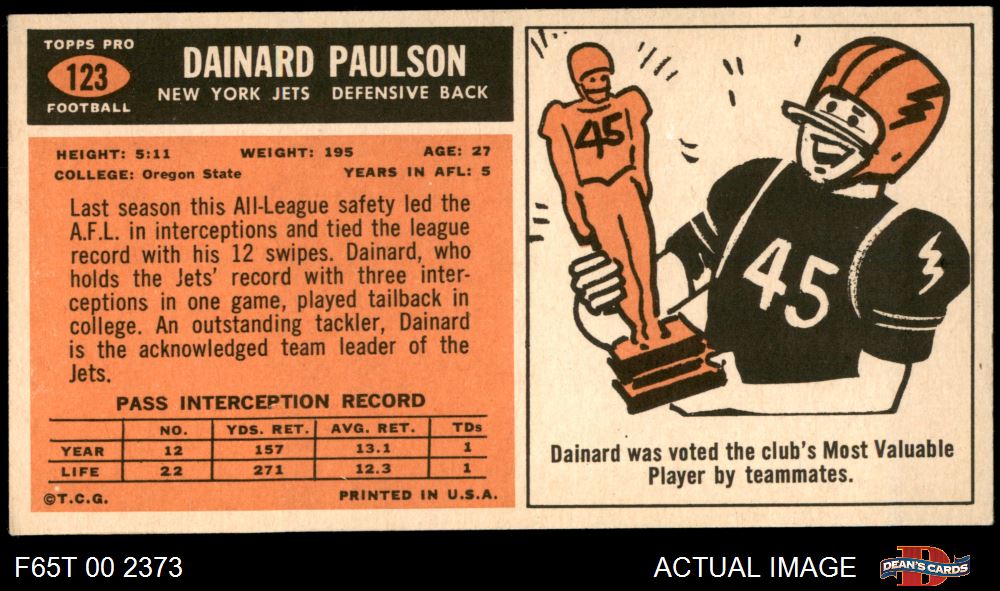 TOPPS PRO
123
FOOTBALL
DAINARD PAULSON
NEW YORK JETS DEFENSIVE BACK
HEIGHT: 5:11 WEIGHT: 195 AGE: 27
COLLEGE: Oregon State YEARS IN AFL: 5
Last season this All-League safety led the
A.F.L. in interceptions and tied the league
record with his 12 swipes. Dainard, who
holds the Jets' record with three inter-
ceptions in one game, played tailback in
college. An outstanding tackler, Dainard
is the acknowledged team leader of the
Jets.
PASS INTERCEPTION RECORD
NO. YDS. RET. AVG. RET. TDs
YEAR 12 157 13.1 1
LIFE 22 271 12.3 1
©T.C.G. PRINTED IN U.S.A.
45
45
Dainard was voted the club's Most Valuable
Player by teammates.
F65T 00 2373 ACTUAL IMAGE
D
DEAN'S CARDS